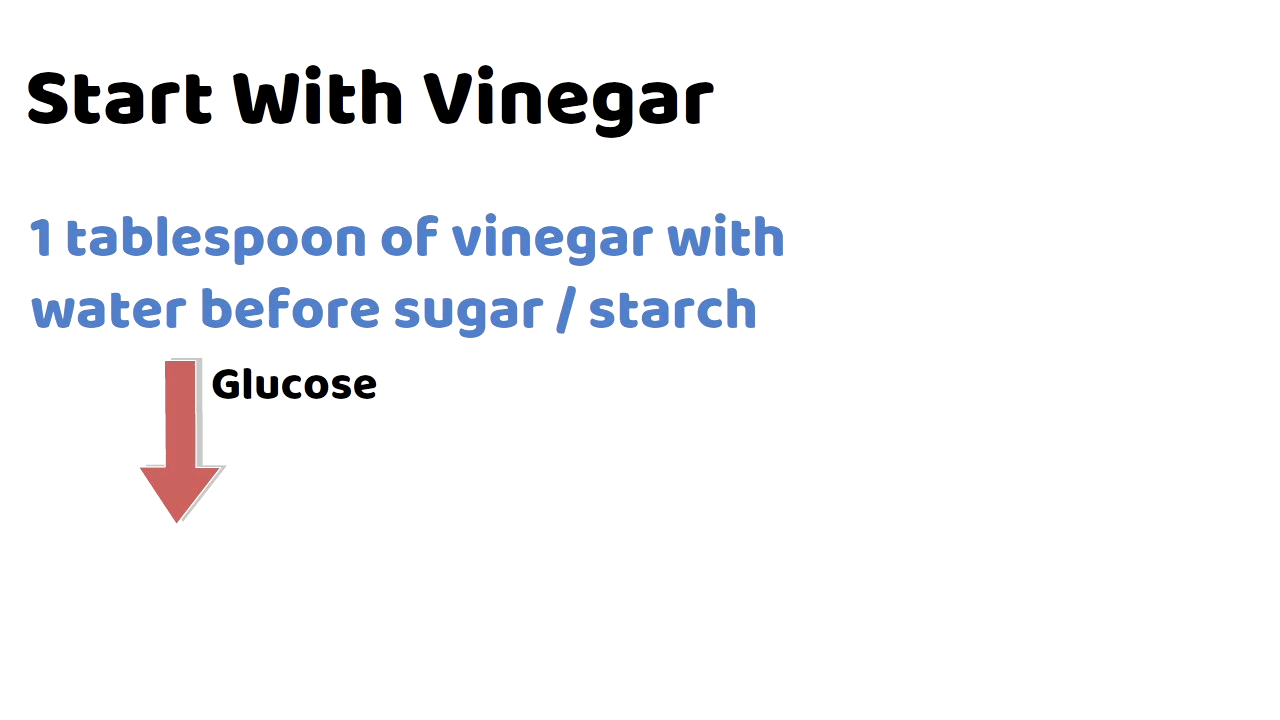 Start With Vinegar
1 tablespoon of vinegar with
water before sugar / starch
Glucose